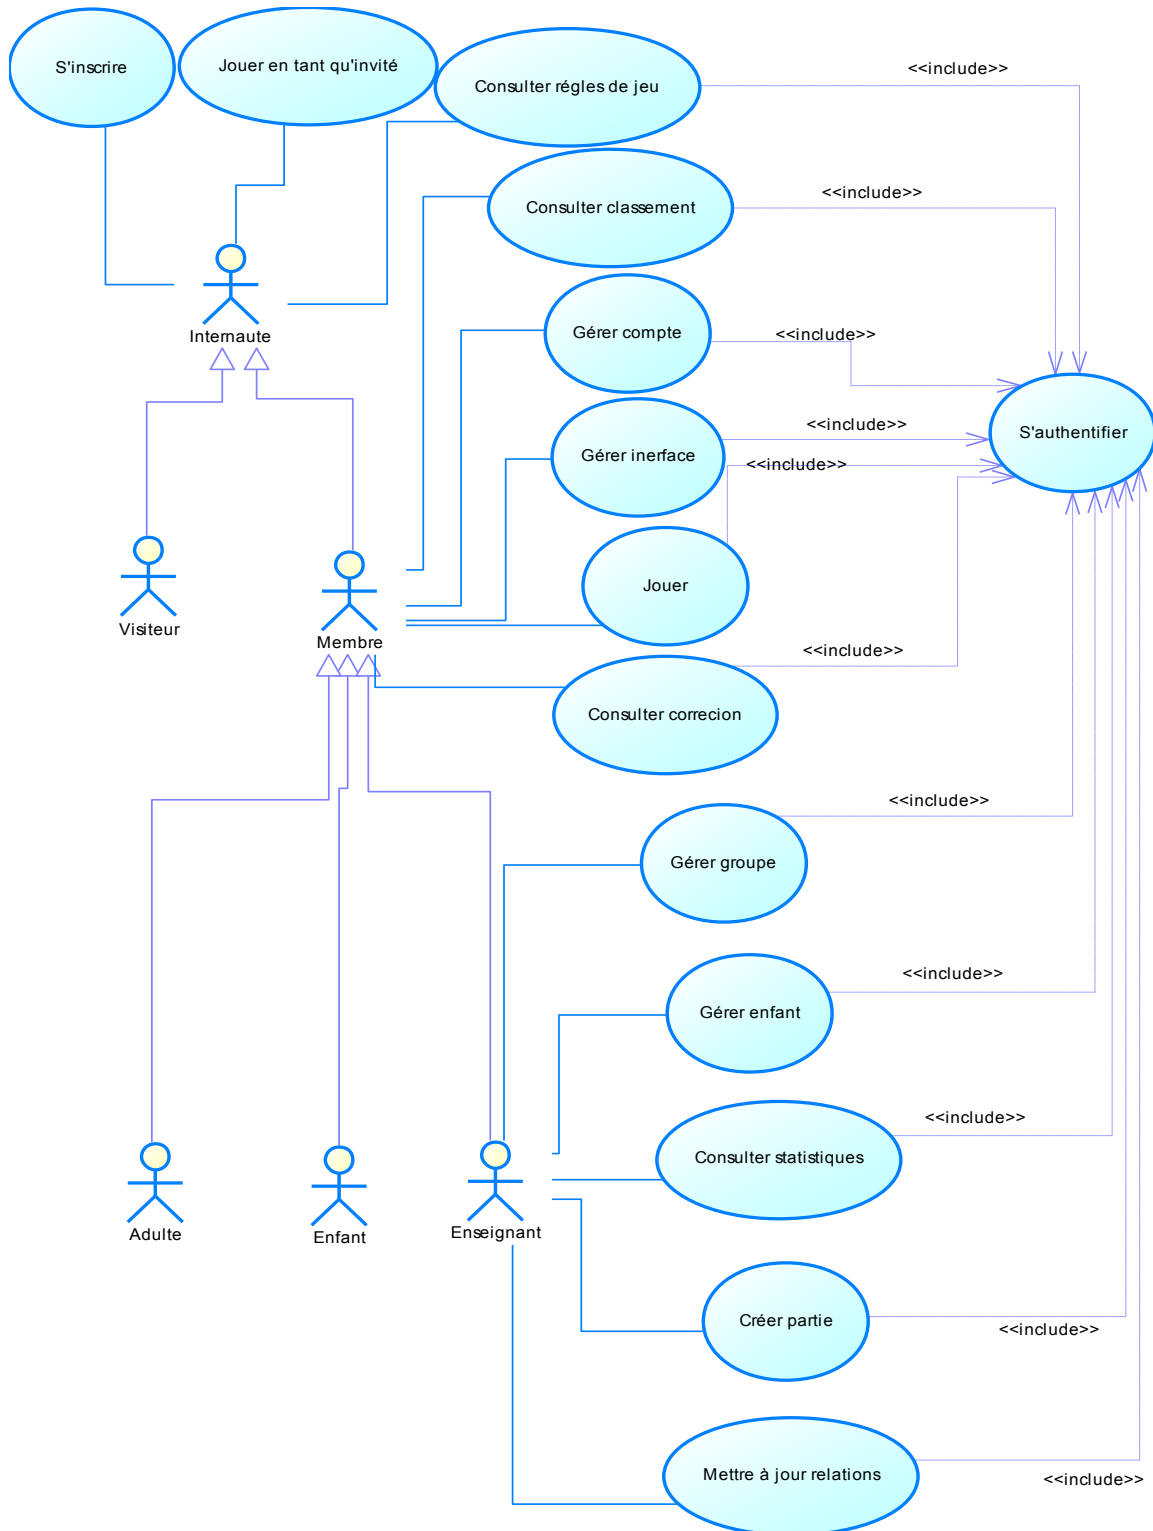 S'inscrire
Jouer en tant qu'invité
Consulter régles de jeu
<<include>>
Consulter classement
<<include>>
Internaute
Gérer compte
<<include>>
S'authentifier
Gérer inerface
<<include>>
<<include>>
Jouer
Visiteur
Membre
<<include>>
Consulter correcion
<<include>>
Gérer groupe
<<include>>
Gérer enfant
<<include>>
Consulter statistiques
Adulte
Enfant
Enseignant
Créer partie
<<include>>
Mettre à jour relations
<<include>>